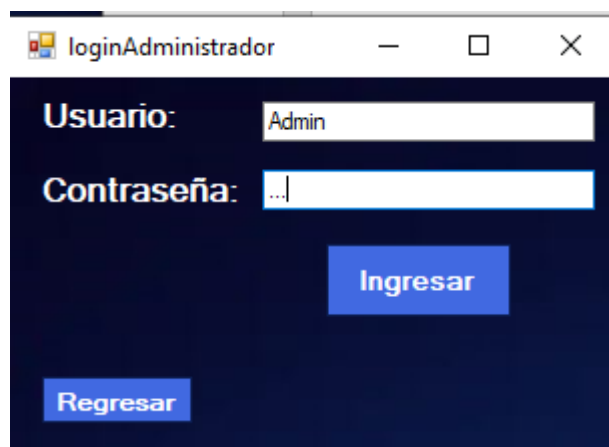 loginAdministrador
Usuario: Admin
Contraseña: ...
Ingresar
Regresar